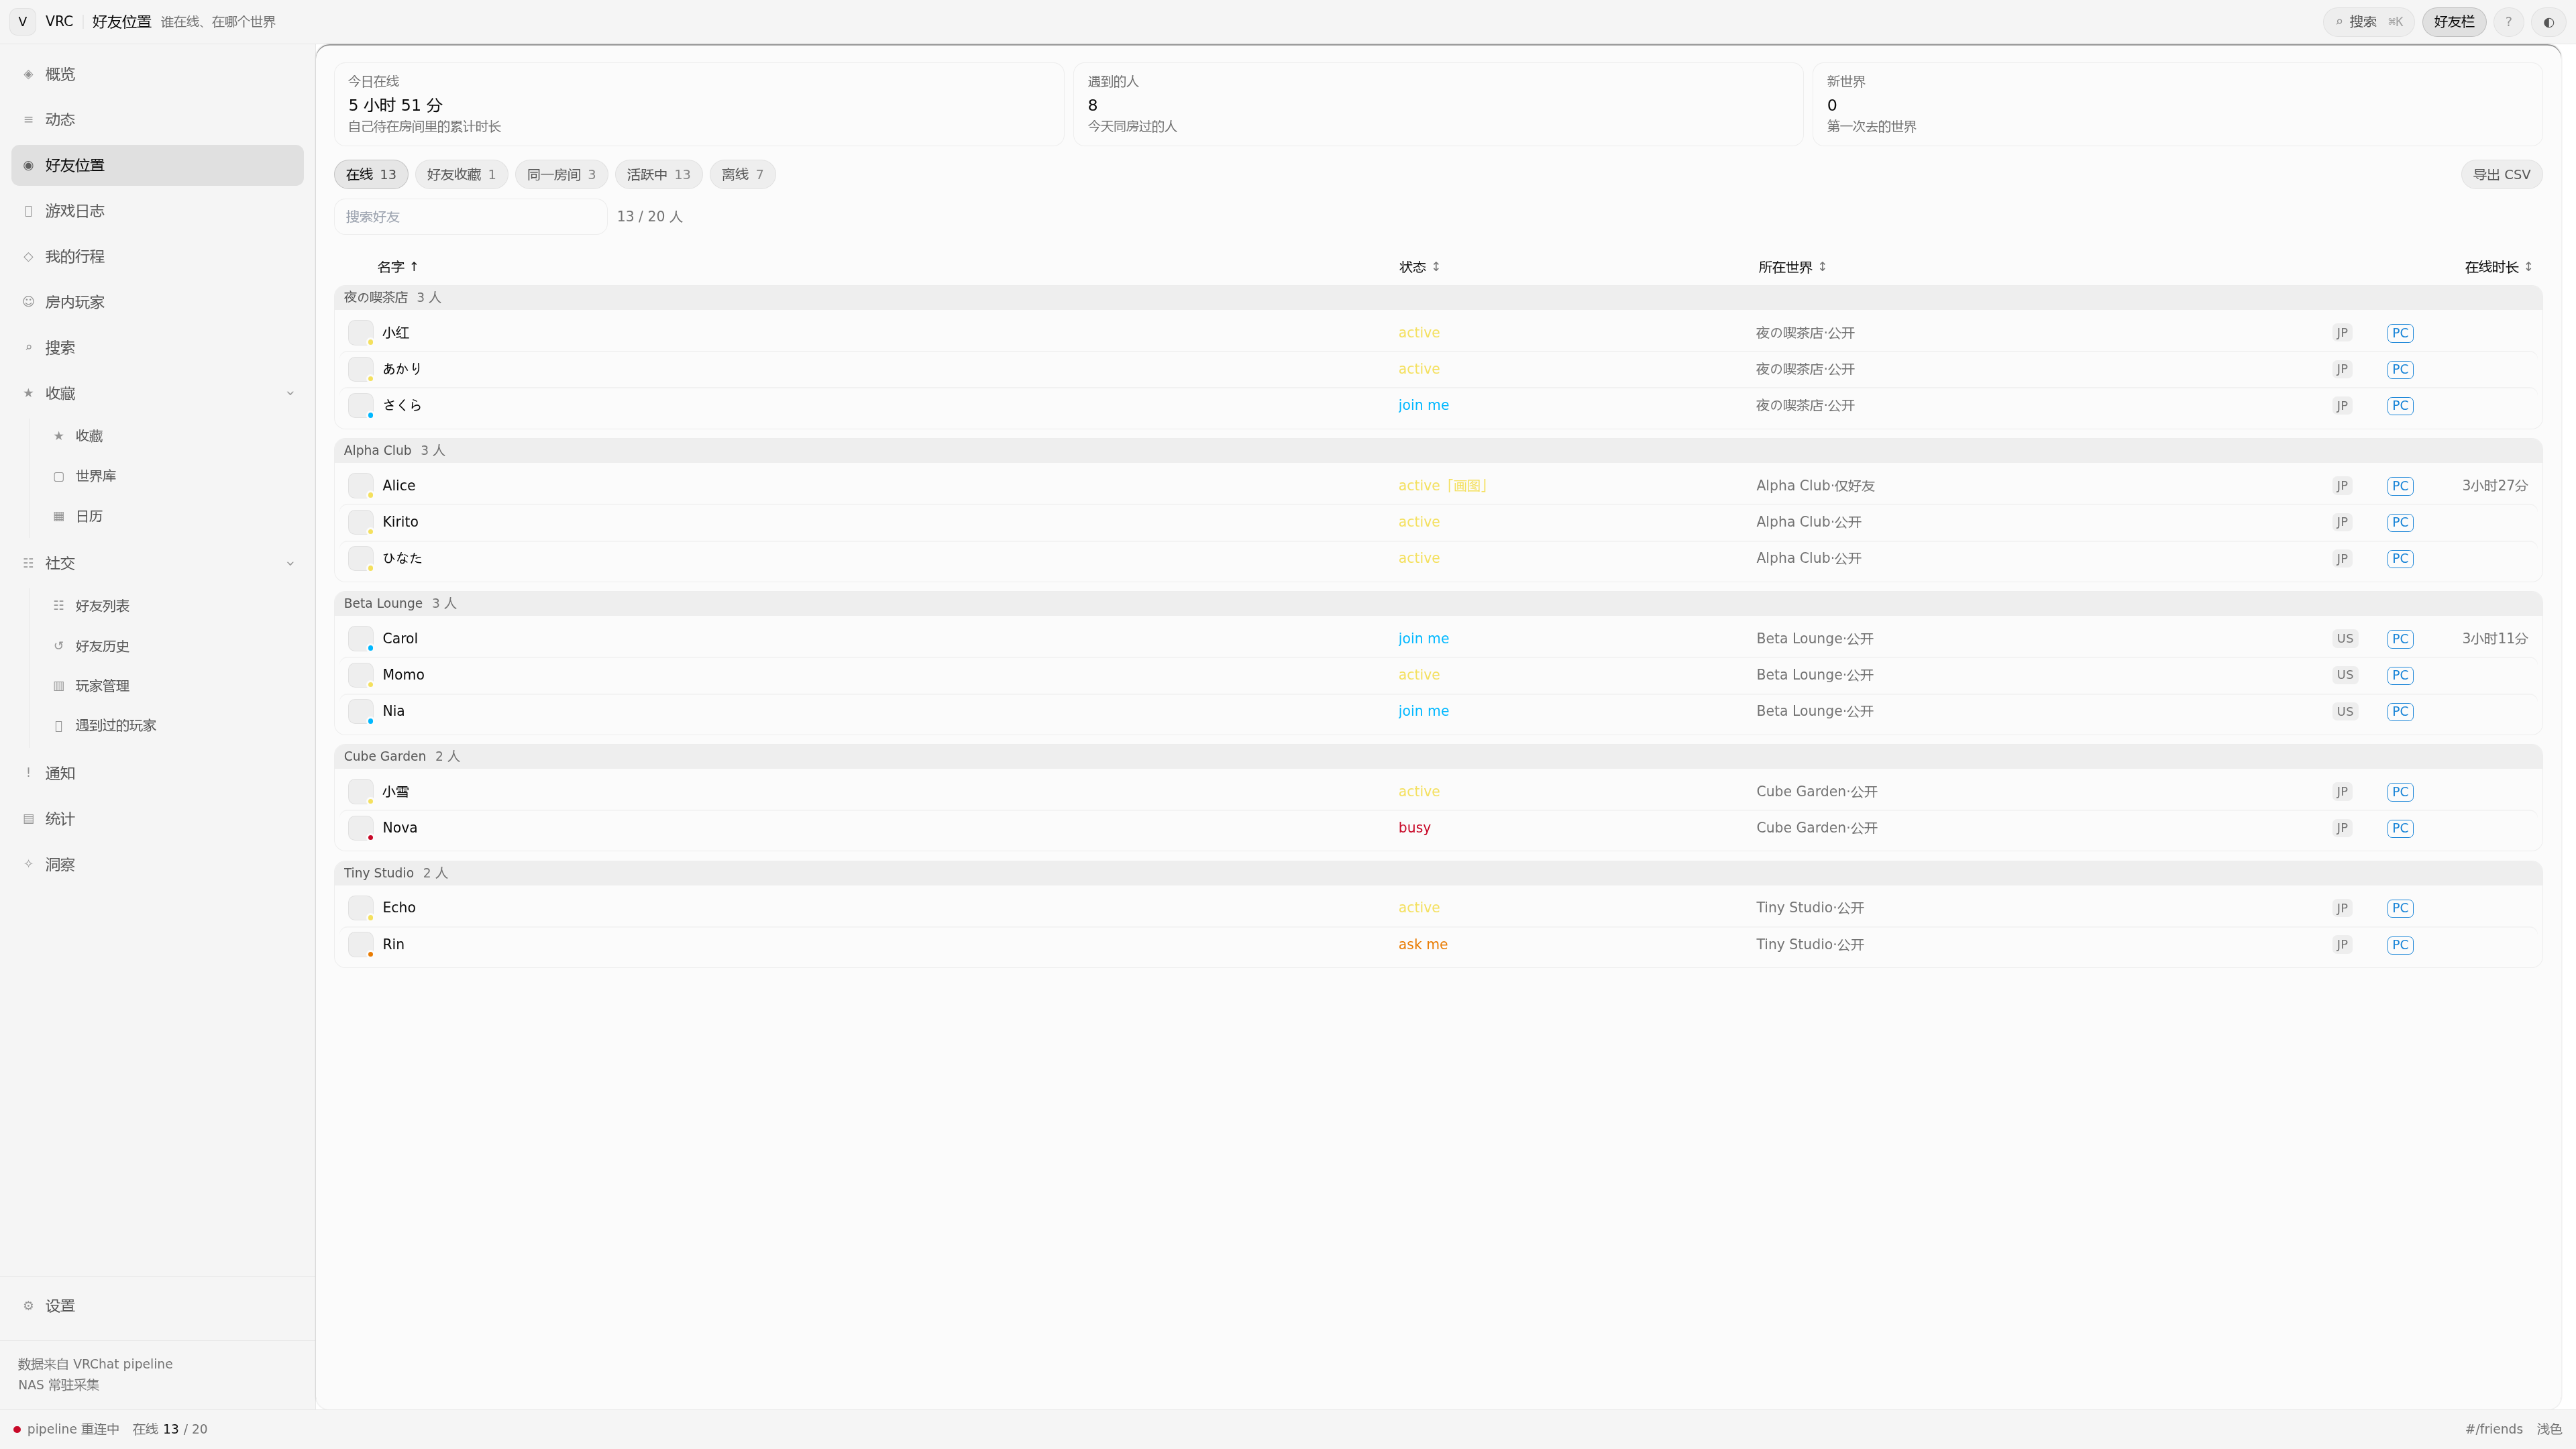 V VRC 好友位置 谁在线、在哪个世界 搜索 ⌘K 好友栏 ?
概览
动态
好友位置
游戏日志
我的行程
房内玩家
搜索
收藏
收藏
世界库
日历
社交
好友列表
好友历史
玩家管理
遇到过的玩家
! 通知
统计
洞察
设置
数据来自 VRChat pipeline
NAS 常驻采集
今日在线
5 小时 51 分
自己待在房间里的累计时长
遇到的人
8
今天同房过的人
新世界
0
第一次去的世界
在线 13 好友收藏 1 同一房间 3 活跃中 13 离线 7 导出 CSV
搜索好友 13 / 20 人
名字 ↑ 状态 ↕ 所在世界 ↕ 在线时长 ↕
夜の喫茶店 3 人
小红 active 夜の喫茶店·公开 JP PC
あかり active 夜の喫茶店·公开 JP PC
さくら join me 夜の喫茶店·公开 JP PC
Alpha Club 3 人
Alice active「画图」 Alpha Club·仅好友 JP PC 3小时27分
Kirito active Alpha Club·公开 JP PC
ひなた active Alpha Club·公开 JP PC
Beta Lounge 3 人
Carol join me Beta Lounge·公开 US PC 3小时11分
Momo active Beta Lounge·公开 US PC
Nia join me Beta Lounge·公开 US PC
Cube Garden 2 人
小雪 active Cube Garden·公开 JP PC
Nova busy Cube Garden·公开 JP PC
Tiny Studio 2 人
Echo active Tiny Studio·公开 JP PC
Rin ask me Tiny Studio·公开 JP PC
pipeline 重连中 在线 13 / 20 #/friends 浅色